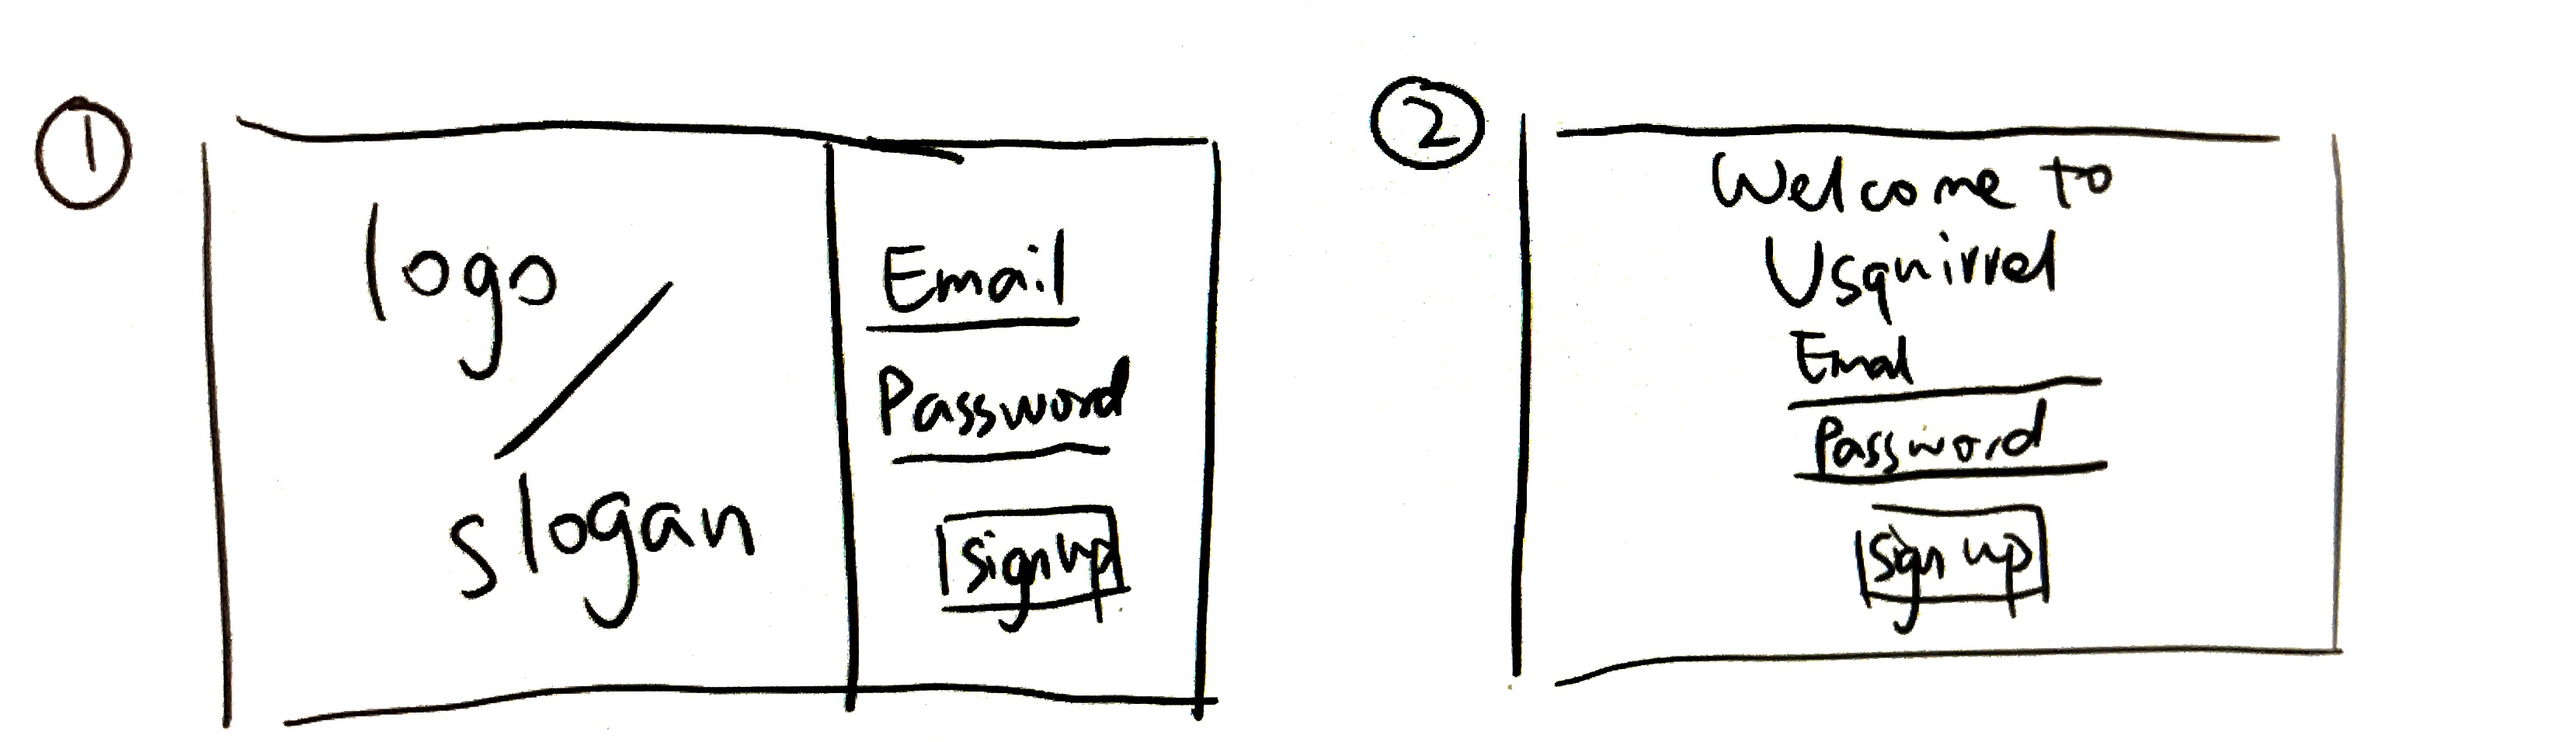 1
logo
/
slogan
Email
Password
Sign up
2
Welcome to
Usquirrel
Email
Password
Sign up